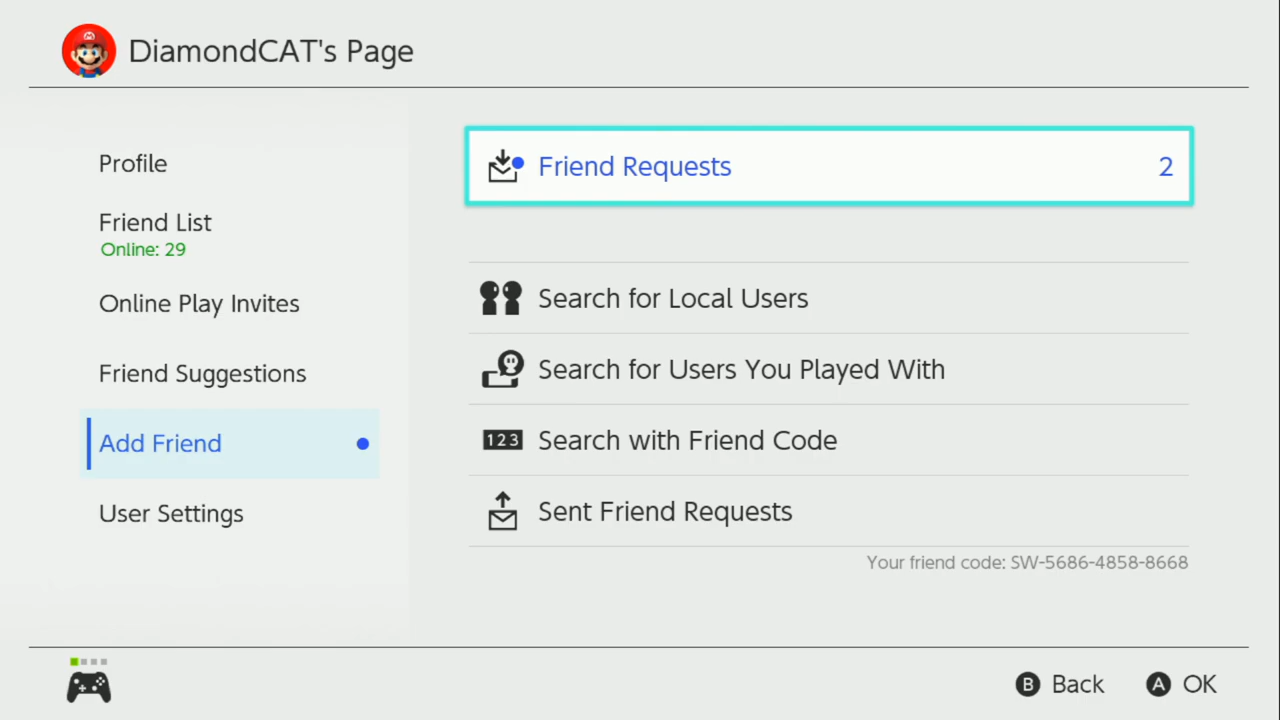 DiamondCAT's Page
Profile
Friend List
Online: 29
Online Play Invites
Friend Suggestions
Add Friend
User Settings
Friend Requests 2
Search for Local Users
Search for Users You Played With
123 Search with Friend Code
Sent Friend Requests
Your friend code: SW-5686-4858-8668
B Back A OK